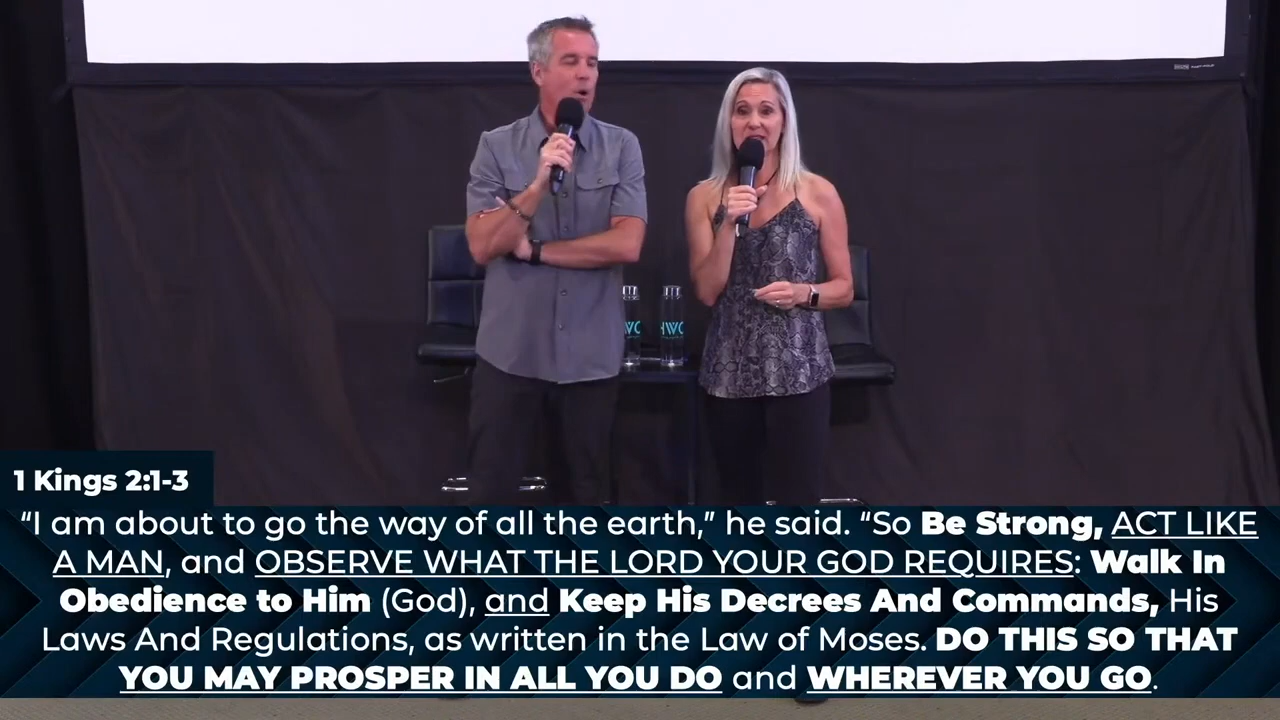 HWC
HWC
1 Kings 2:1-3
“I am about to go the way of all the earth,” he said. “So Be Strong, ACT LIKE
A MAN, and OBSERVE WHAT THE LORD YOUR GOD REQUIRES: Walk In
Obedience to Him (God), and Keep His Decrees And Commands, His
Laws And Regulations, as written in the Law of Moses. DO THIS SO THAT
YOU MAY PROSPER IN ALL YOU DO and WHEREVER YOU GO.